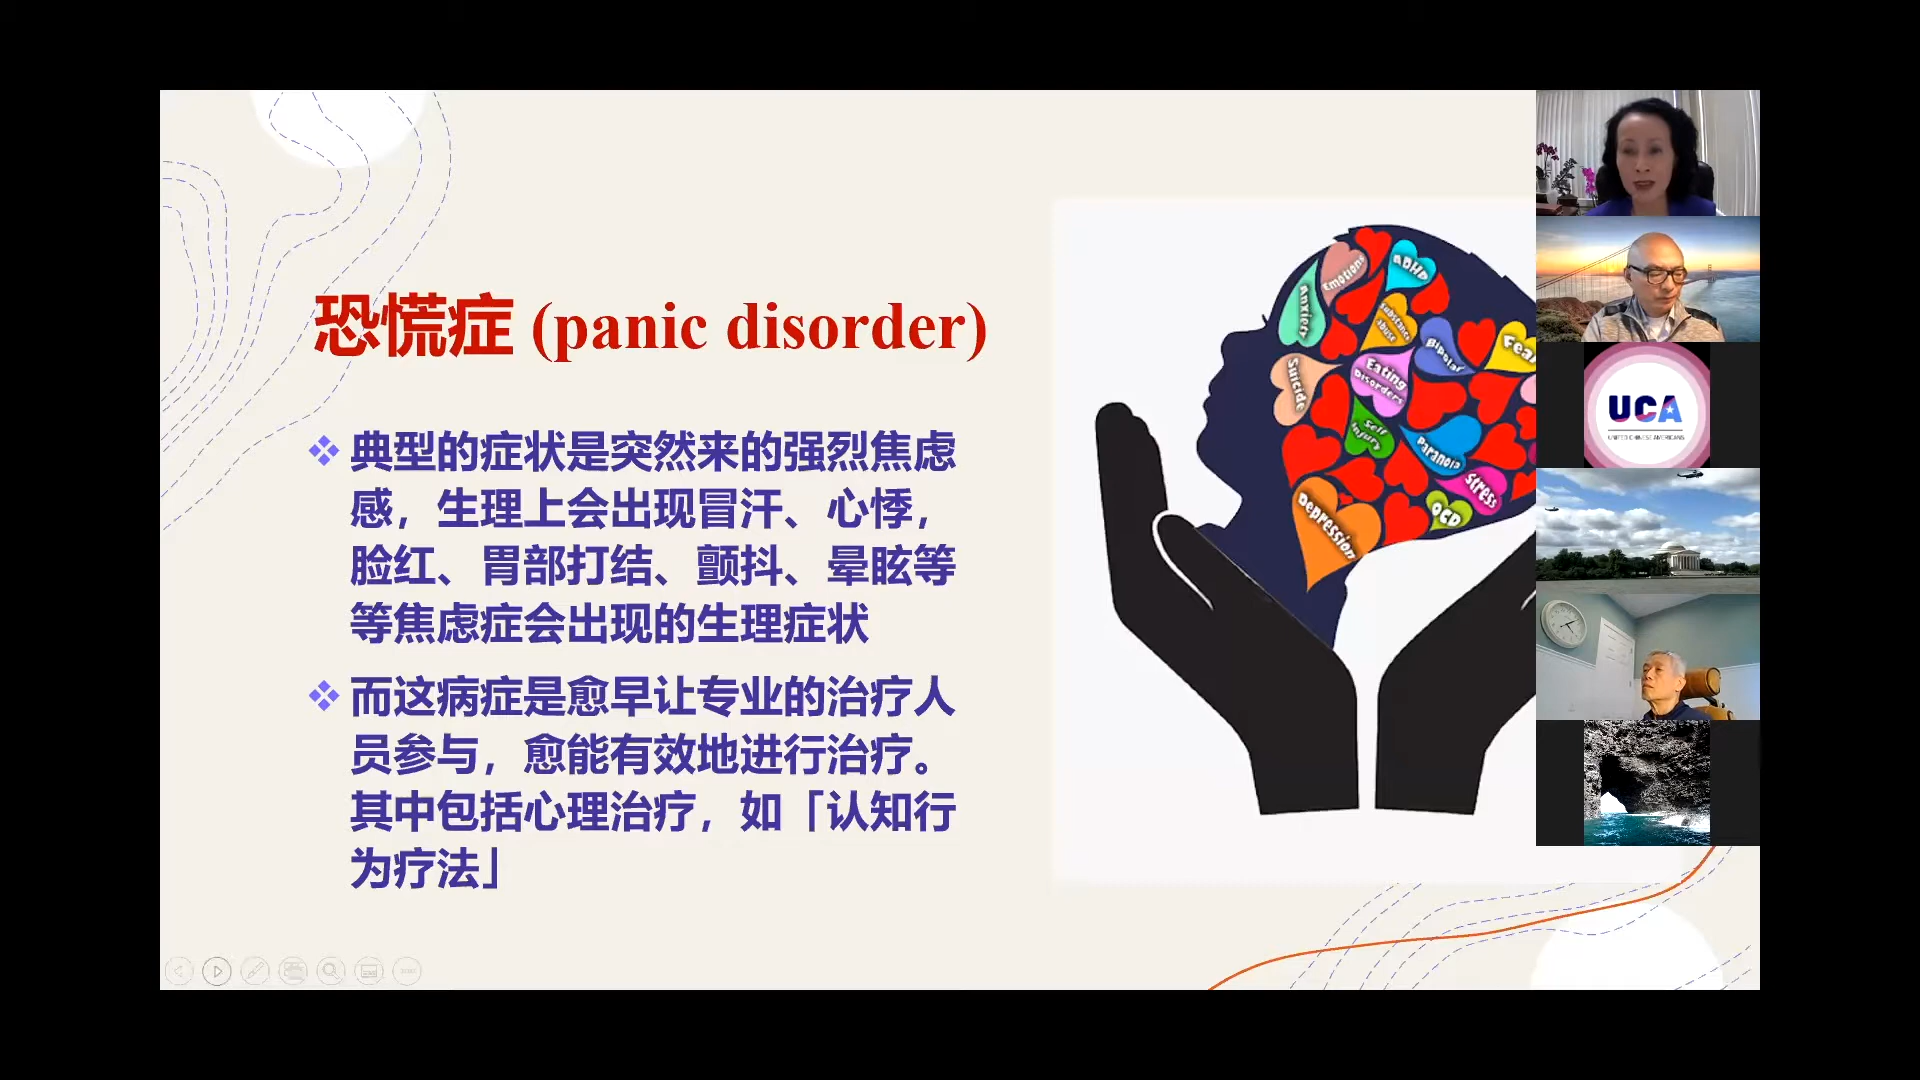 恐慌症 (panic disorder)
典型的症状是突然来的强烈焦虑
感，生理上会出现冒汗、心悸，
脸红、胃部打结、颤抖、晕眩等
等焦虑症会出现的生理症状
而这病症是愈早让专业的治疗人
员参与，愈能有效地进行治疗。
其中包括心理治疗，如「认知行
为疗法」
Emotions
ADHD
Anxiety
Substance
abuse
Bipolar
Fear
Suicide
Eating
Disorders
Self
Injury
Paranoia
Stress
OCD
Depression
UCA
UNITED CHINESE AMERICANS